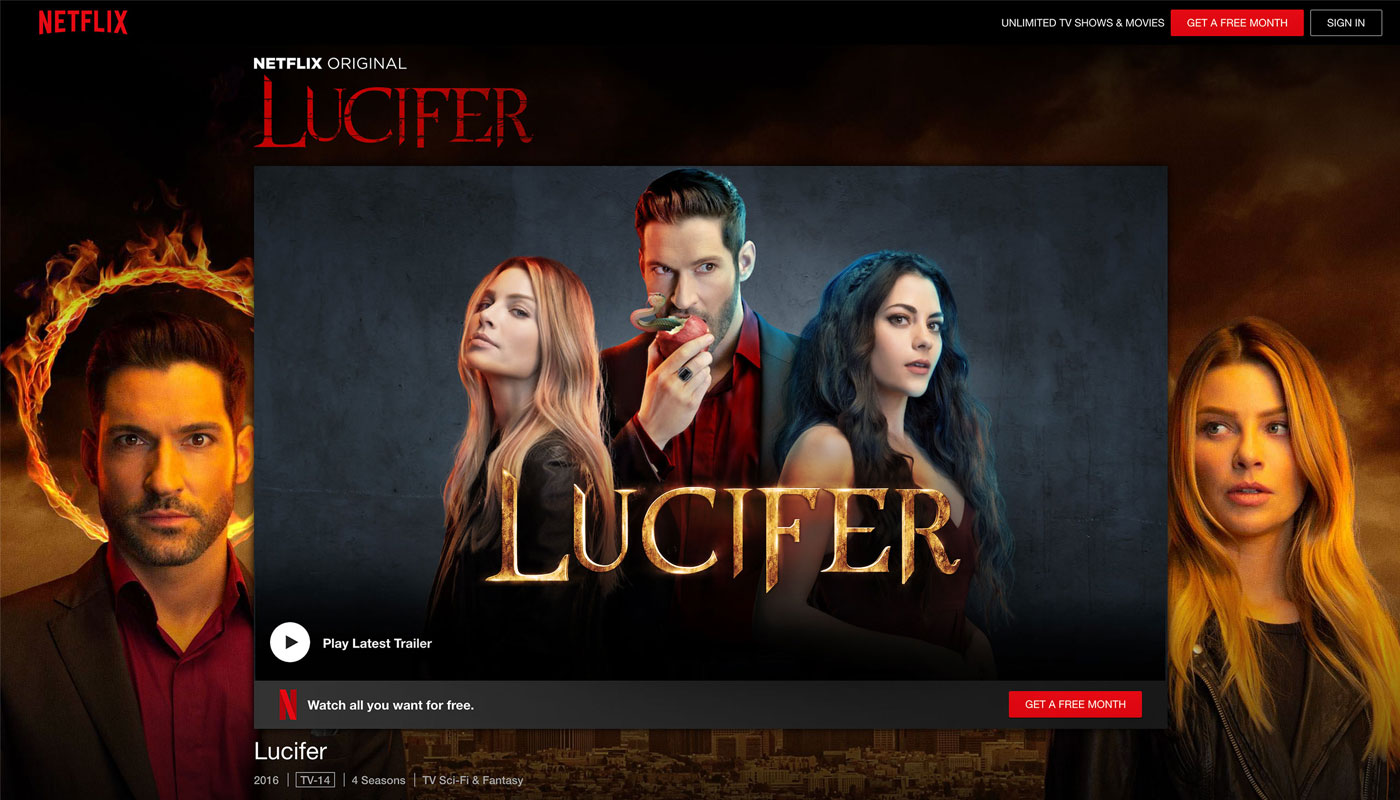 NETFLIX
UNLIMITED TV SHOWS & MOVIES
GET A FREE MONTH
SIGN IN
NETFLIX ORIGINAL
LUCIFER
LUCIFER
Play Latest Trailer
N Watch all you want for free.
GET A FREE MONTH
Lucifer
2016 | TV-14 | 4 Seasons | TV Sci-Fi & Fantasy